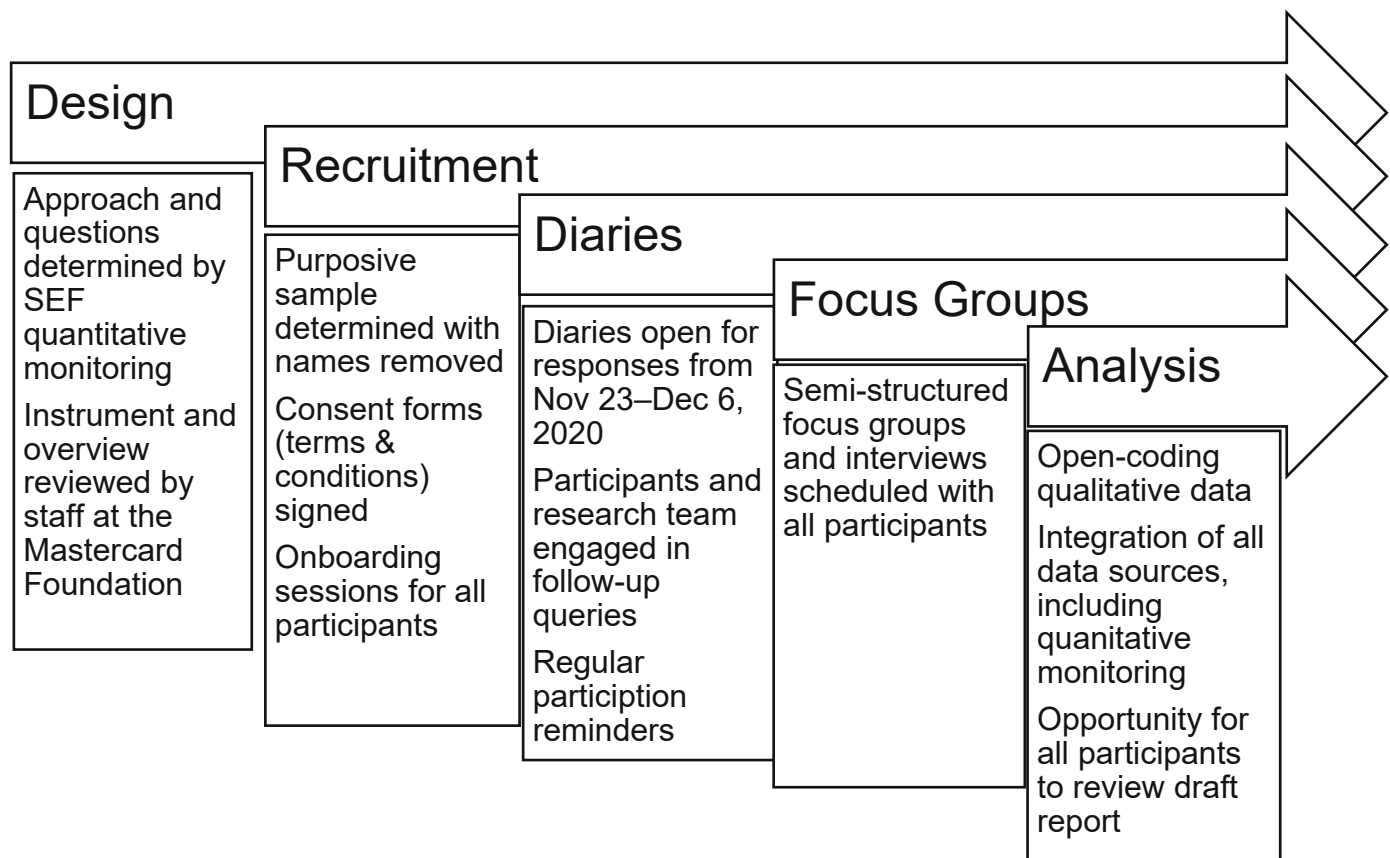 Design
Approach and
questions
determined by
SEF
quantitative
monitoring
Instrument and
overview
reviewed by
staff at the
Mastercard
Foundation
Recruitment
Purposive
sample
determined with
names removed
Consent forms
(terms &
conditions)
signed
Onboarding
sessions for all
participants
Diaries
Diaries open for
responses from
Nov 23–Dec 6,
2020
Participants and
research team
engaged in
follow-up
queries
Regular
particiption
reminders
Focus Groups
Semi-structured
focus groups
and interviews
scheduled with
all participants
Analysis
Open-coding
qualitative data
Integration of all
data sources,
including
quanitative
monitoring
Opportunity for
all participants
to review draft
report